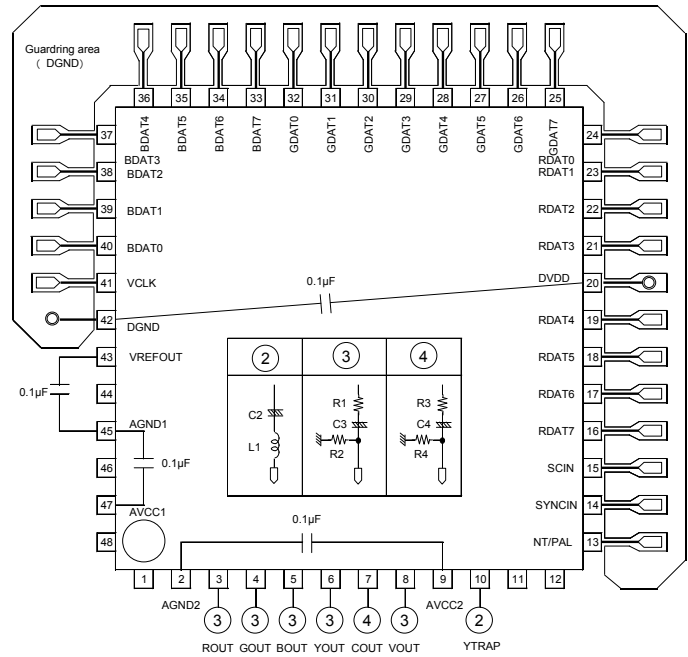 Guardring area
( DGND)
36 35 34 33 32 31 30 29 28 27 26 25
BDAT4 BDAT5 BDAT6 BDAT7 GDAT0 GDAT1 GDAT2 GDAT3 GDAT4 GDAT5 GDAT6 GDAT7
37 BDAT3 RDAT0 24
38 BDAT2 RDAT1 23
39 BDAT1 RDAT2 22
40 BDAT0 RDAT3 21
41 VCLK 0.1µF DVDD 20
42 DGND RDAT4 19
43 VREFOUT RDAT5 18
44 RDAT6 17
0.1µF
45 AGND1 RDAT7 16
46 0.1µF SCIN 15
47 AVCC1 SYNCIN 14
48 NT/PAL 13
2 3 4
C2 L1
R1 C3 R2
R3 C4 R4
0.1µF
1 2 3 4 5 6 7 8 9 10 11 12
AGND2 AVCC2
3 3 3 3 4 3 2
ROUT GOUT BOUT YOUT COUT VOUT YTRAP